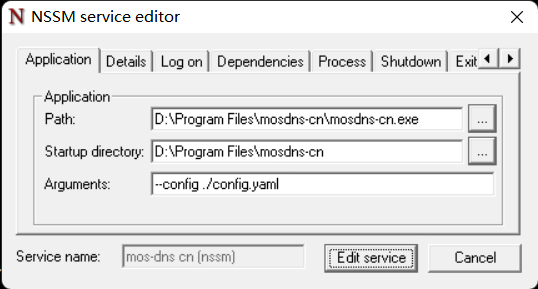 NSSM service editor
Application Details Log on Dependencies Process Shutdown Exit
Application
Path: D:\Program Files\mosdns-cn\mosdns-cn.exe ...
Startup directory: D:\Program Files\mosdns-cn ...
Arguments: --config ./config.yaml
Service name: mos-dns cn (nssm) Edit service Cancel